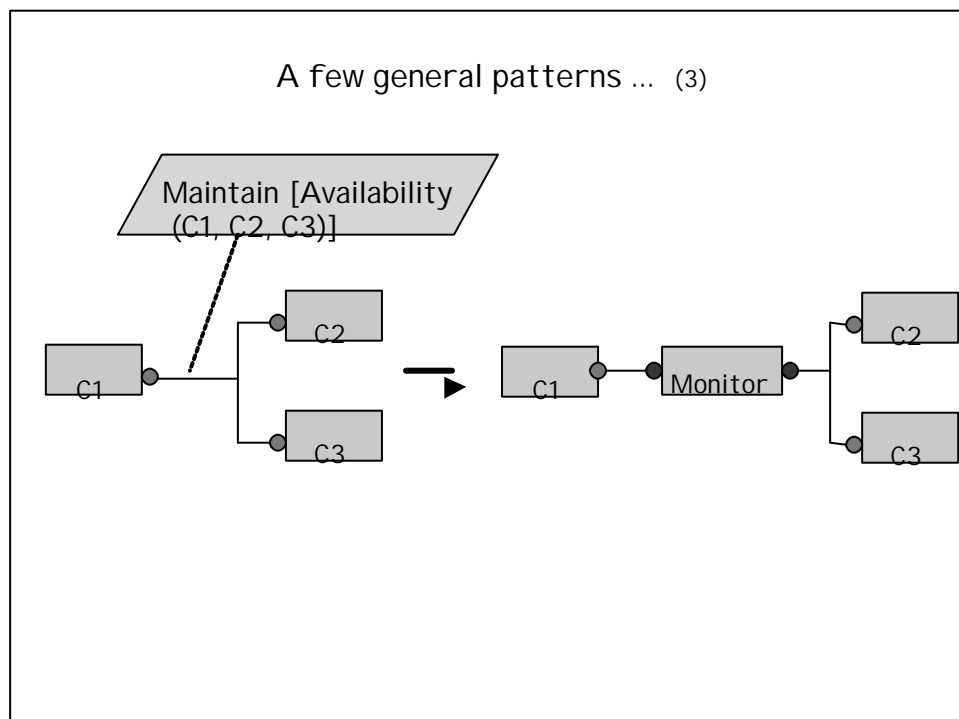 A few general patterns ... (3)
Maintain [Availability
(C1, C2, C3)]
C2
C1
C3
C1
Monitor
C2
C3